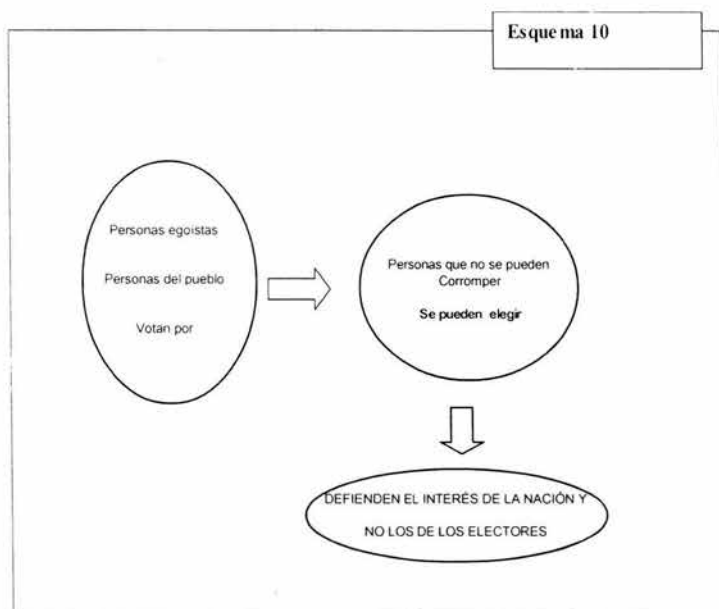 Esquema 10
Personas egoístas
Personas del pueblo
Votan por
Personas que no se pueden
Corromper
Se pueden elegir
DEFIENDEN EL INTERÉS DE LA NACIÓN Y
NO LOS DE LOS ELECTORES